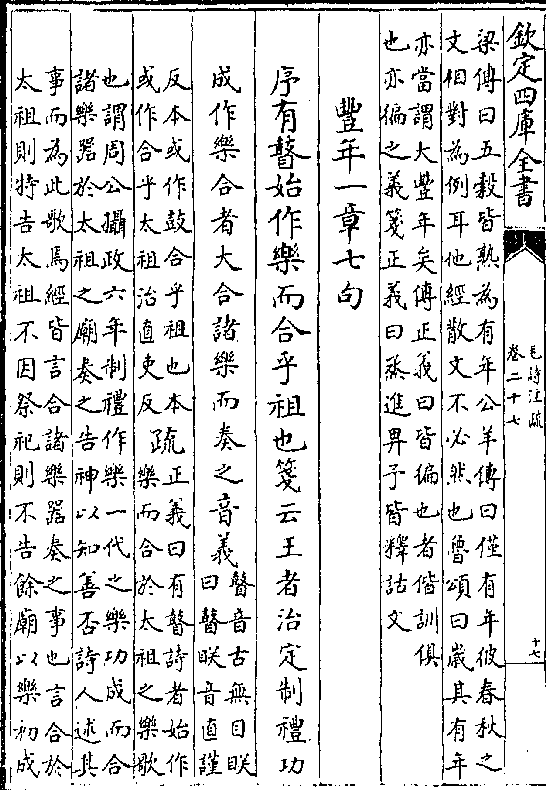 欽定四庫全書
毛詩注疏
卷二十七
十七
梁傳曰五穀皆熟為有年公羊傳曰僅有年彼春秋之
文相對為例耳他經散文不必然也魯頌曰歲其有年
亦當謂大豐年矣傳正義曰皆徧也者偕訓俱
也亦徧之義箋正義曰烝進畀予皆釋詁文
豐年一章七句
序有瞽始作樂而合乎祖也箋云王者治定制禮功
成作樂合者大合諸樂而奏之音義
瞽音古無目眹
曰瞽眹音直謹
反本或作鼓合乎祖也本
或作合乎太祖治直吏反
疏
正義曰有瞽詩者始作
樂而合於太祖之樂歌
也謂周公攝政六年制禮作樂一代之樂功成而合
諸樂器於太祖之廟奏之告神以知善否詩人述其
事而為此歌焉經皆言合諸樂器奏之事也言合於
太祖則特告太祖不因祭祀則不告餘廟以樂初成